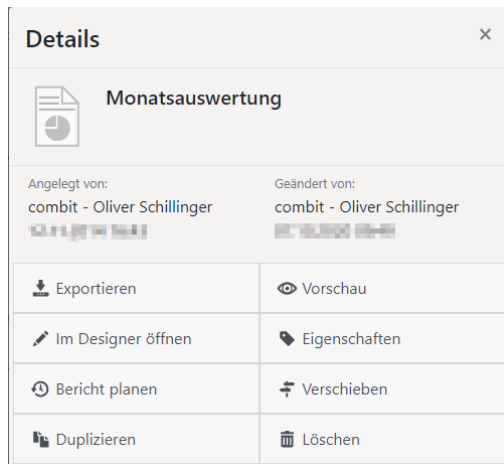 Details
Monatsauswertung
Angelegt von:
combit - Oliver Schillinger
Geändert von:
combit - Oliver Schillinger
Exportieren
Vorschau
Im Designer öffnen
Eigenschaften
Bericht planen
Verschieben
Duplizieren
Löschen